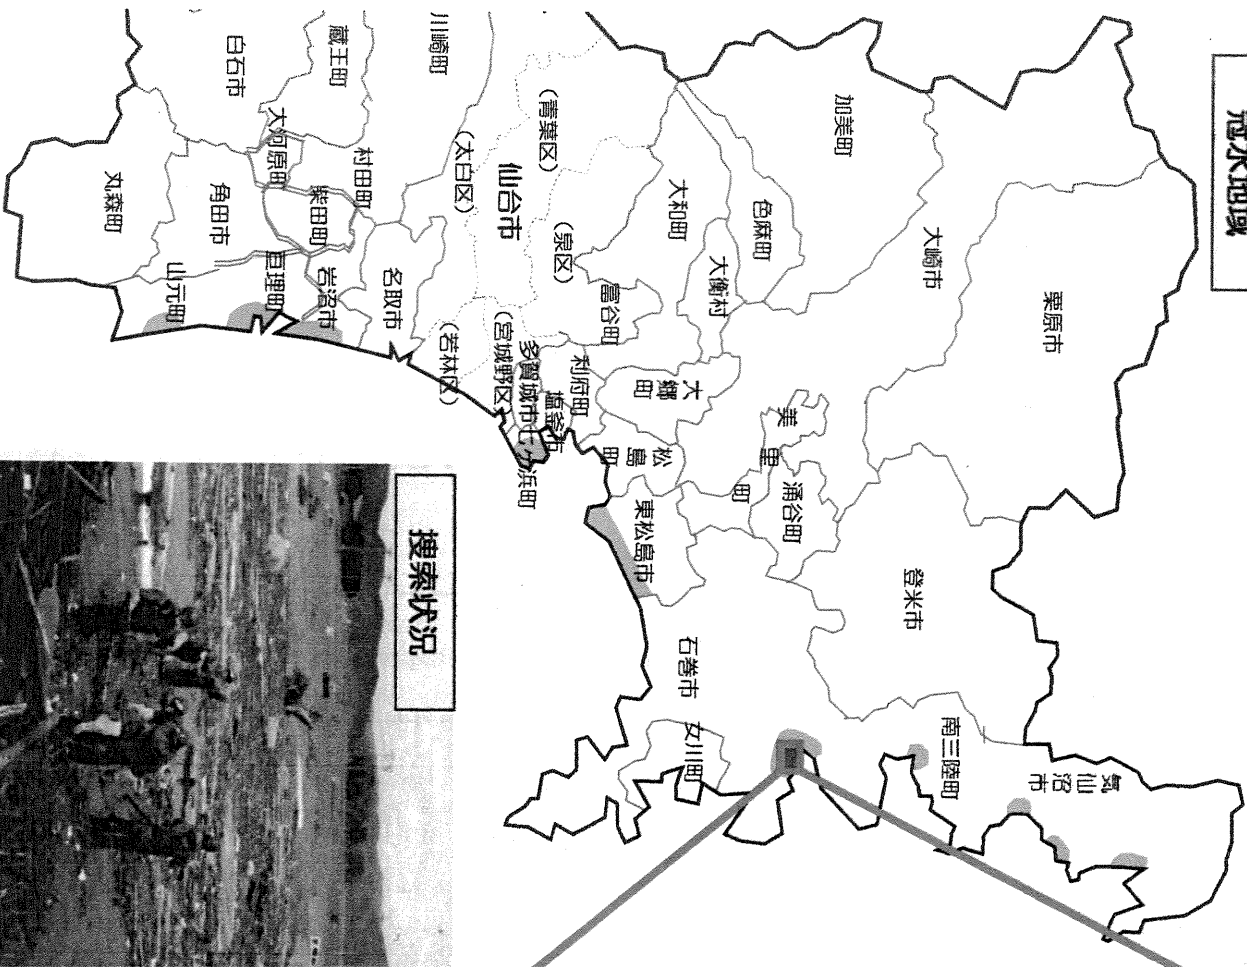 冠水地域
気仙沼市
南三陸町
栗原市
登米市
大崎市
加美町
色麻町
美里町
涌谷町
石巻市
女川町
大衡村
大和町
大郷町
松島町
東松島市
富谷町
利府町
塩釜市
多賀城市
七ヶ浜町
仙台市
(青葉区)
(泉区)
(宮城野区)
(太白区)
(若林区)
川崎町
名取市
村田町
岩沼市
蔵王町
柴田町
大河原町
亘理町
白石市
角田市
山元町
丸森町
捜索状況